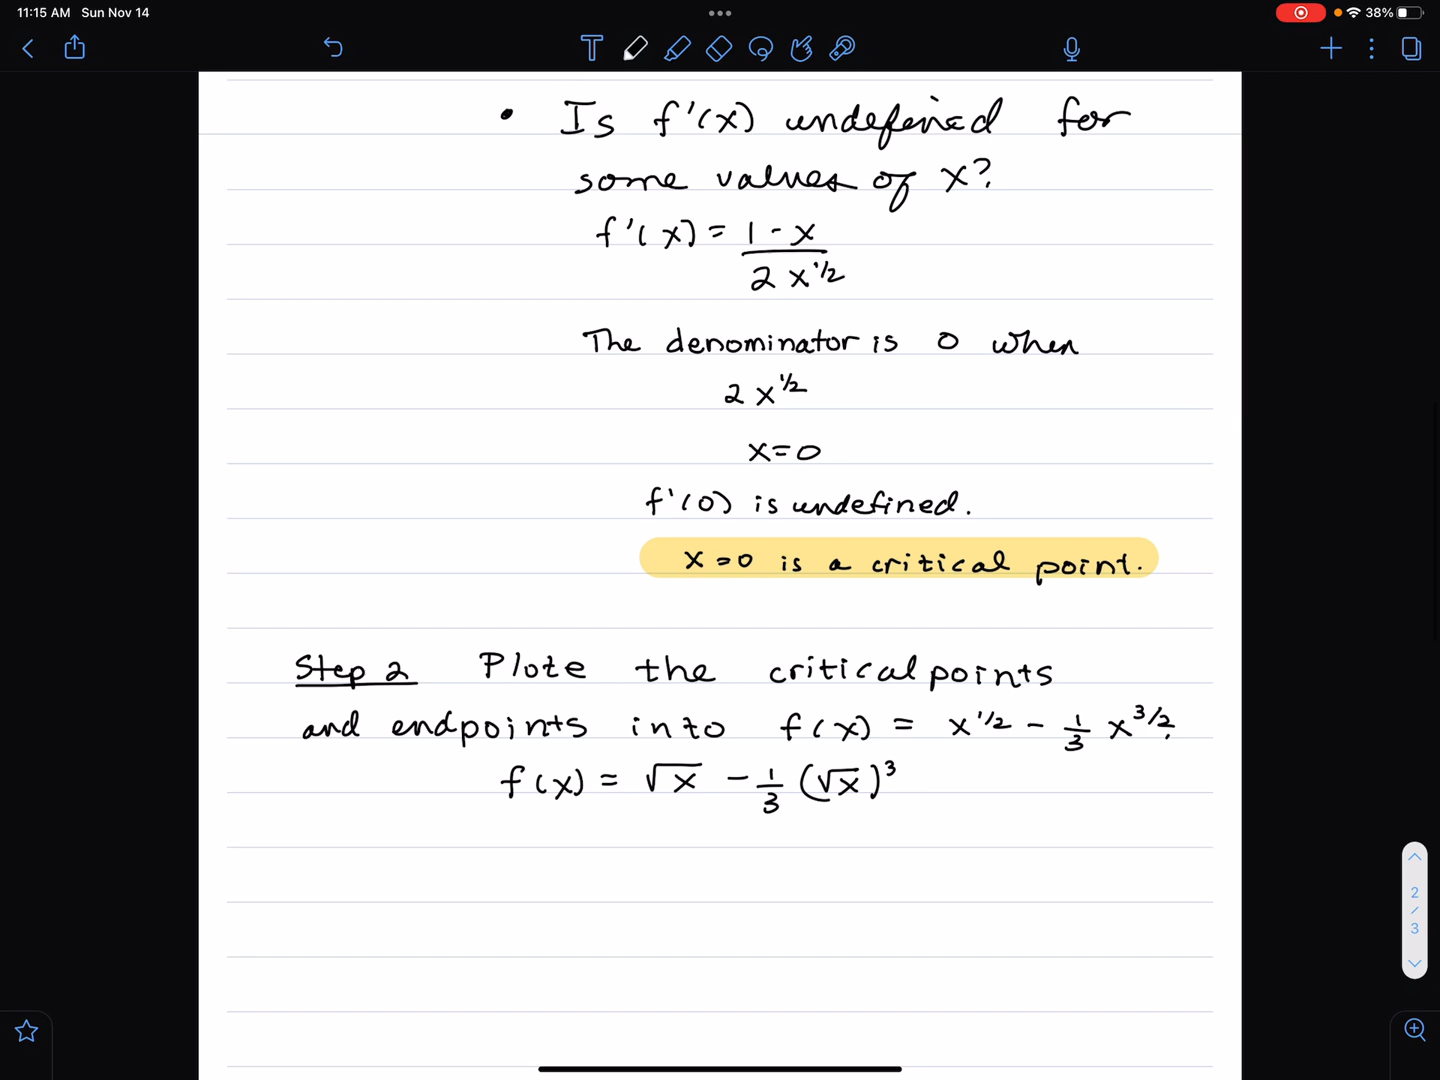 11:15 AM Sun Nov 14
38%
• Is f'(x) undefined for
some values of x?
f'(x) = 1 - x / 2 x^1/2
The denominator is 0 when
2 x^1/2
x=0
f'(0) is undefined.
x=0 is a critical point.
Step 2 Plote the critical points
and endpoints into f(x) = x^1/2 - 1/3 x^3/2.
f(x) = √x - 1/3 (√x)^3
2
/
3